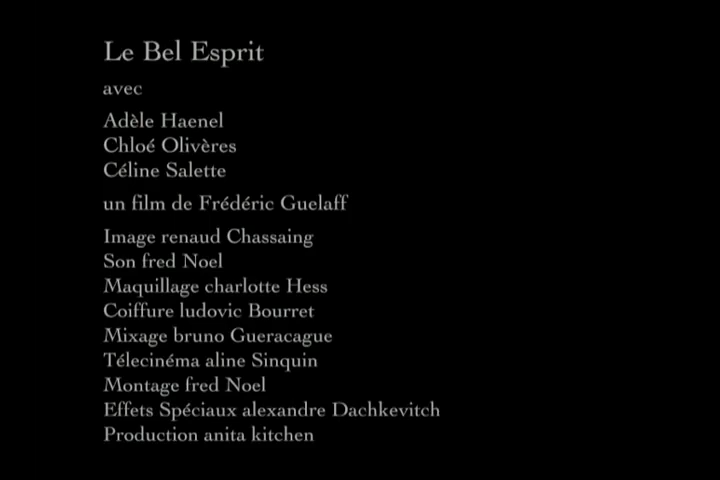 Le Bel Esprit
avec
Adèle Haenel
Chloé Olivères
Céline Salette
un film de Frédéric Guelaff
Image renaud Chassaing
Son fred Noel
Maquillage charlotte Hess
Coiffure ludovic Bourret
Mixage bruno Gueracague
Télecinéma aline Sinquin
Montage fred Noel
Effets Spéciaux alexandre Dachkevitch
Production anita kitchen